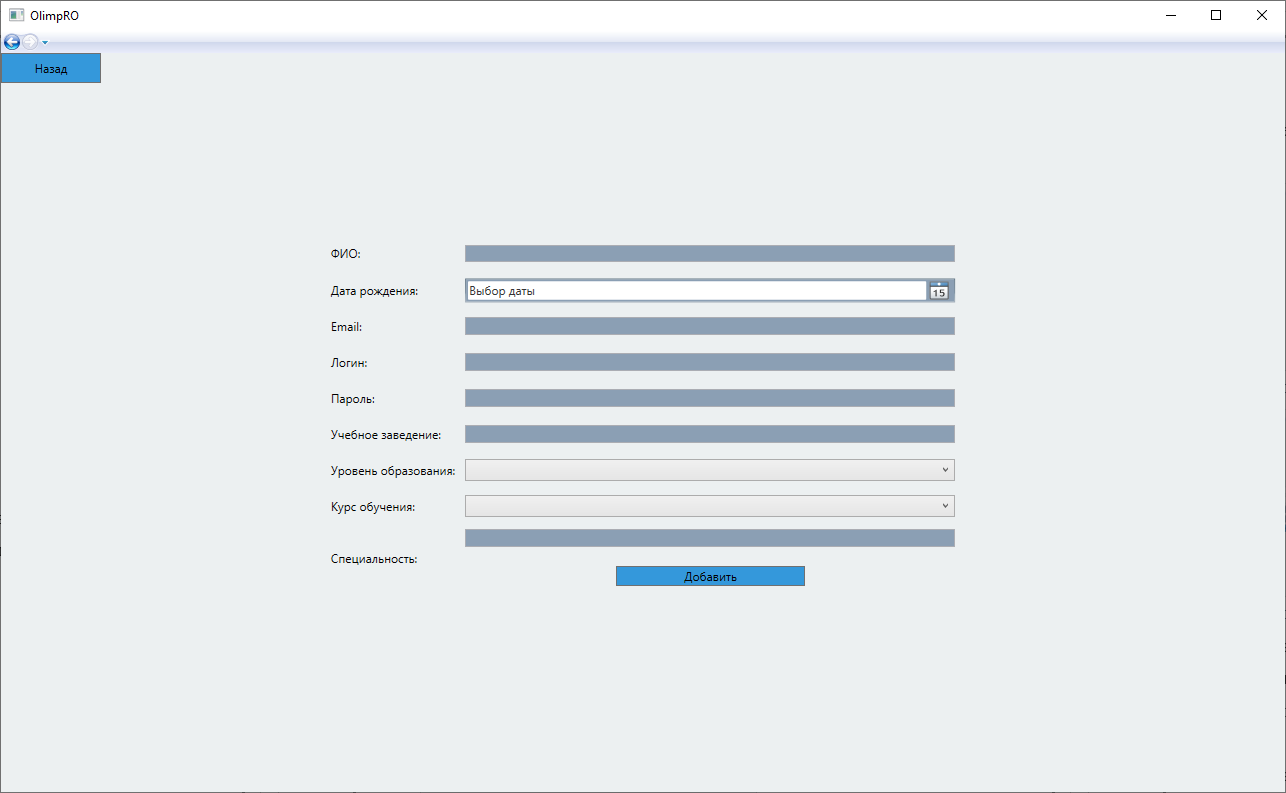 OlimpRO
Назад
ФИО:
Дата рождения:
Выбор даты
15
Email:
Логин:
Пароль:
Учебное заведение:
Уровень образования:
Курс обучения:
Специальность:
Добавить